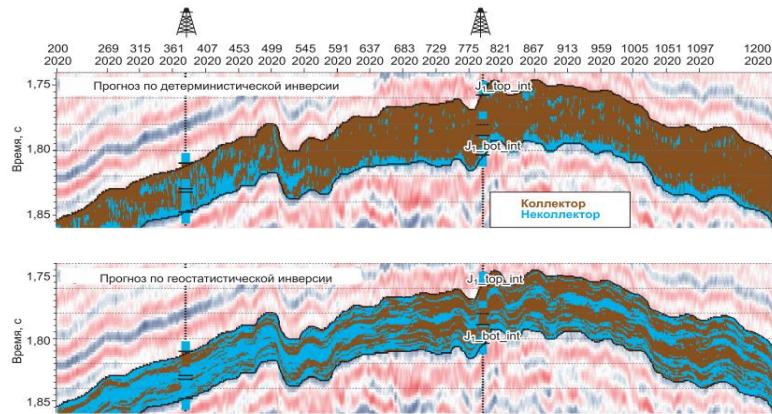 200 269 315 361 407 453 499 545 591 637 683 729 775 821 867 913 959 1005 1051 1097 1200
2020 2020 2020 2020 2020 2020 2020 2020 2020 2020 2020 2020 2020 2020 2020 2020 2020 2020 2020 2020 2020
Прогноз по детерминистической инверсии
J₁_top_int
1,75
1,80
1,85
Время, с
J₁_bot_int
Коллектор
Неколлектор
Прогноз по геостатистической инверсии
J₁_top_int
1,75
1,80
1,85
Время, с
J₁_bot_int